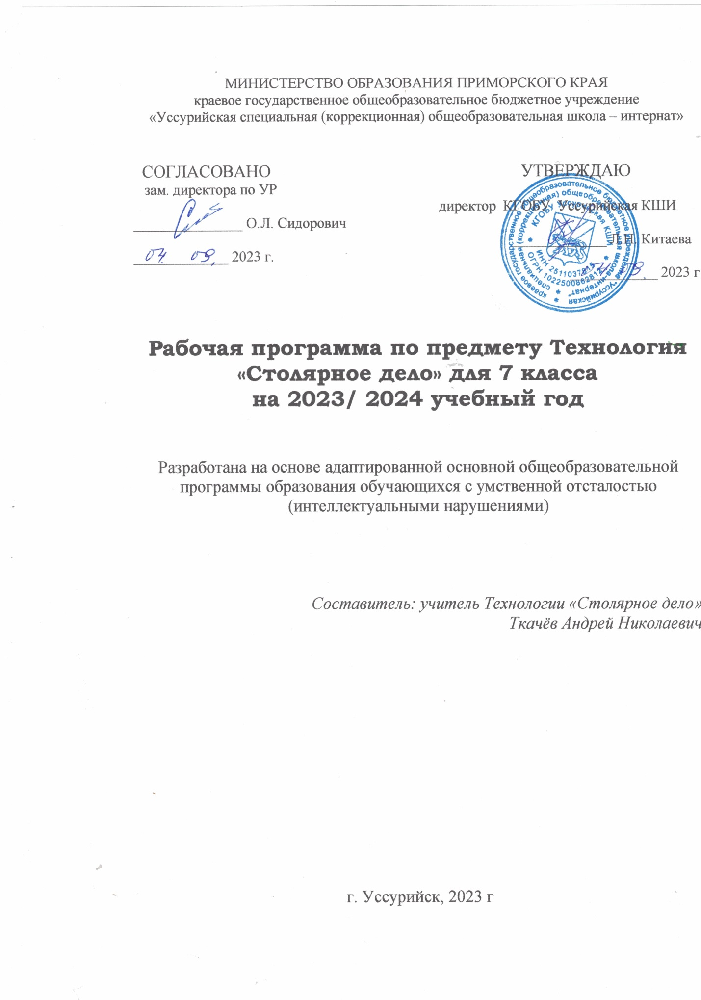 МИНИСТЕРСТВО ОБРАЗОВАНИЯ ПРИМОРСКОГО КРАЯ
краевое государственное общеобразовательное бюджетное учреждение
«Уссурийская специальная (коррекционная) общеобразовательная школа – интернат»
СОГЛАСОВАНО
зам. директора по УР
О.Л. Сидорович
04. 09. 2023 г.
УТВЕРЖДАЮ
директор КГОБУ Уссурийская КШИ
Л.Н. Китаева
2023 г.
краевое государственное общеобразовательное бюджетное учреждение "Уссурийская
специальная (коррекционная) общеобразовательная школа-интернат"
КГОБУ Уссурийская КШИ
ИНН 2511037815
ОГРН 1022500862812
Рабочая программа по предмету Технология
«Столярное дело» для 7 класса
на 2023/ 2024 учебный год
Разработана на основе адаптированной основной общеобразовательной
программы образования обучающихся с умственной отсталостью
(интеллектуальными нарушениями)
Составитель: учитель Технологии «Столярное дело»
Ткачёв Андрей Николаевич
г. Уссурийск, 2023 г